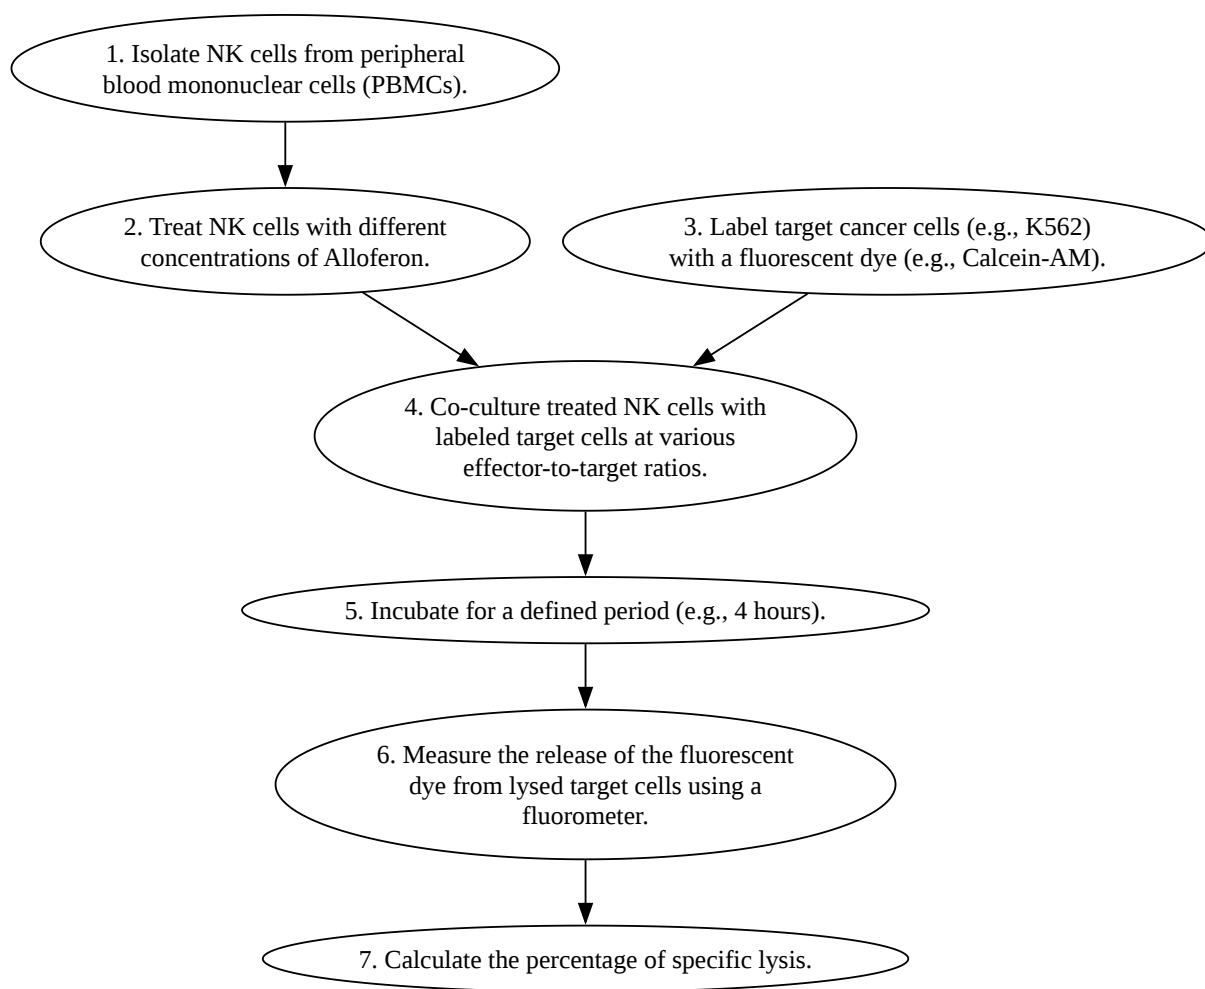 1. Isolate NK cells from peripheral
blood mononuclear cells (PBMCs).
2. Treat NK cells with different
concentrations of Alloferon.
3. Label target cancer cells (e.g., K562)
with a fluorescent dye (e.g., Calcein-AM).
4. Co-culture treated NK cells with
labeled target cells at various
effector-to-target ratios.
5. Incubate for a defined period (e.g., 4 hours).
6. Measure the release of the fluorescent
dye from lysed target cells using a
fluorometer.
7. Calculate the percentage of specific lysis.